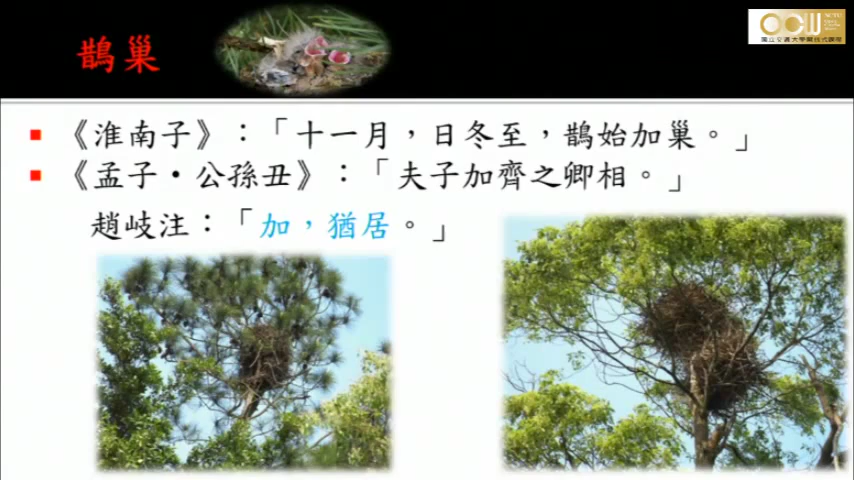 鵲巢
OCW
《淮南子》：「十一月，日冬至，鵲始加巢。」
《孟子‧公孫丑》：「夫子加齊之卿相。」
趙岐注：「加，猶居。」